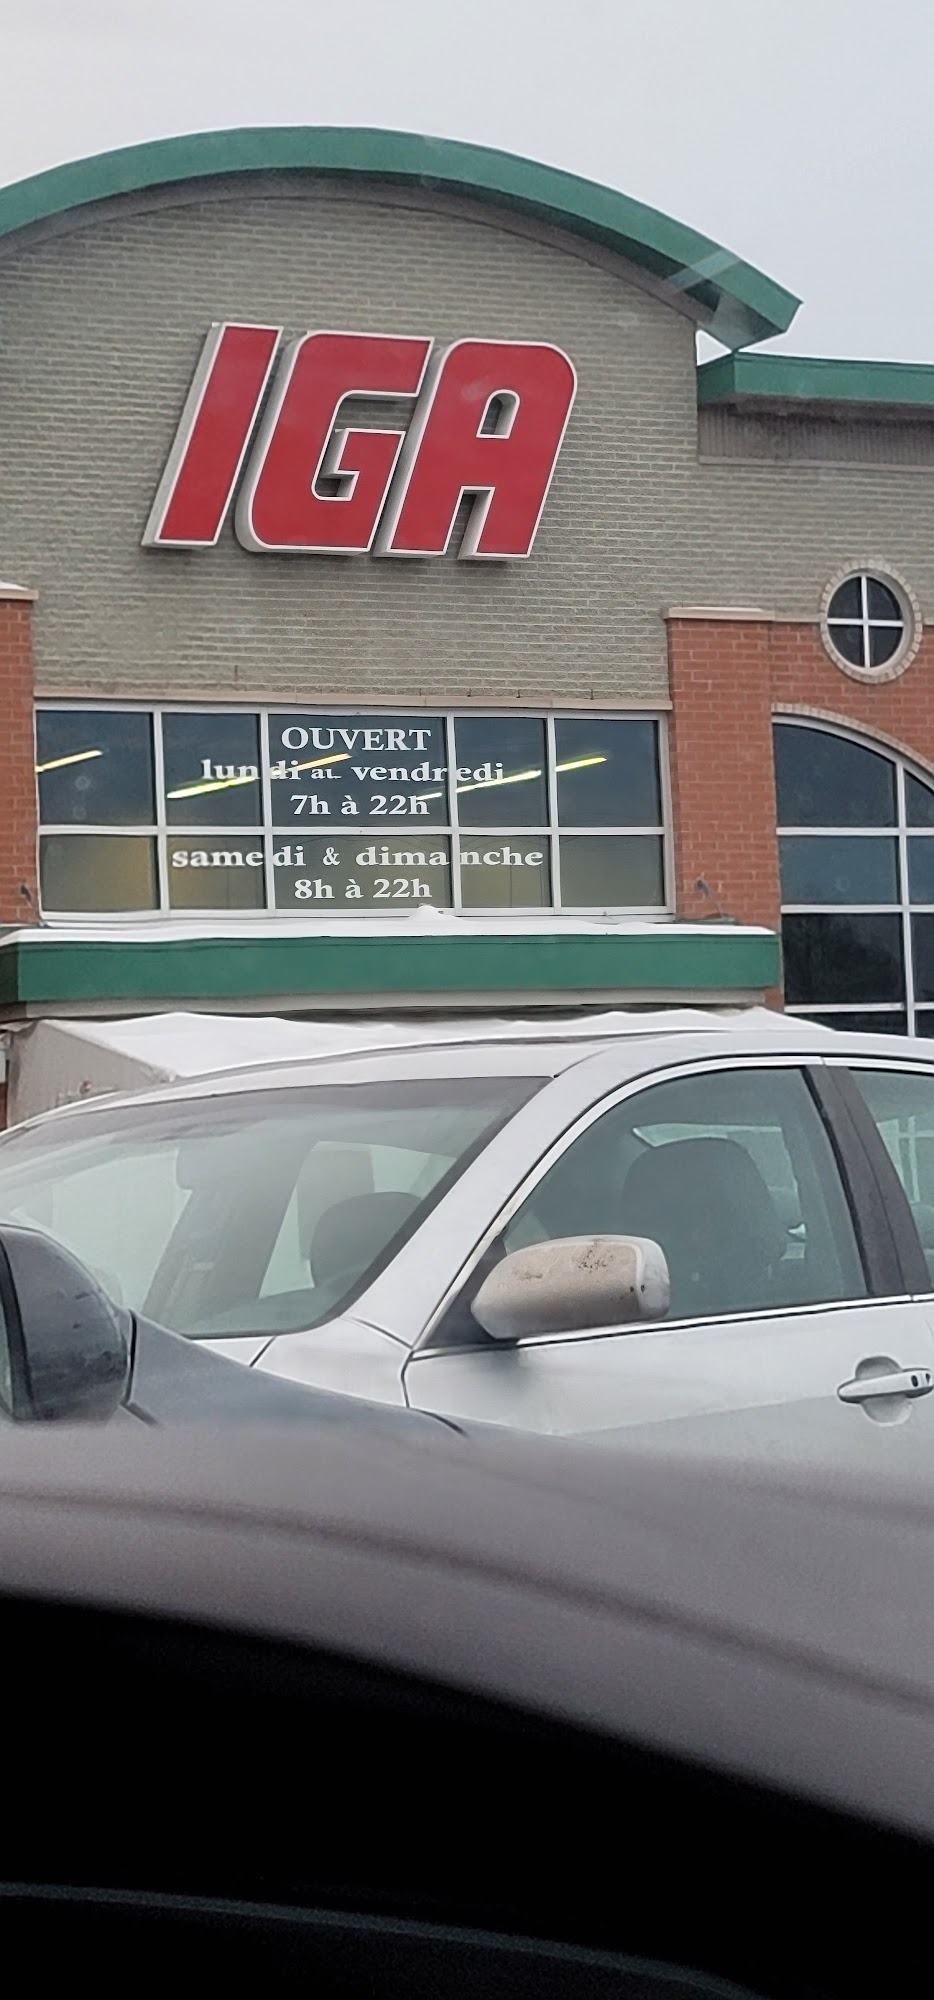 IGA
OUVERT
lundi au vendredi
7h à 22h
samedi & dimanche
8h à 22h